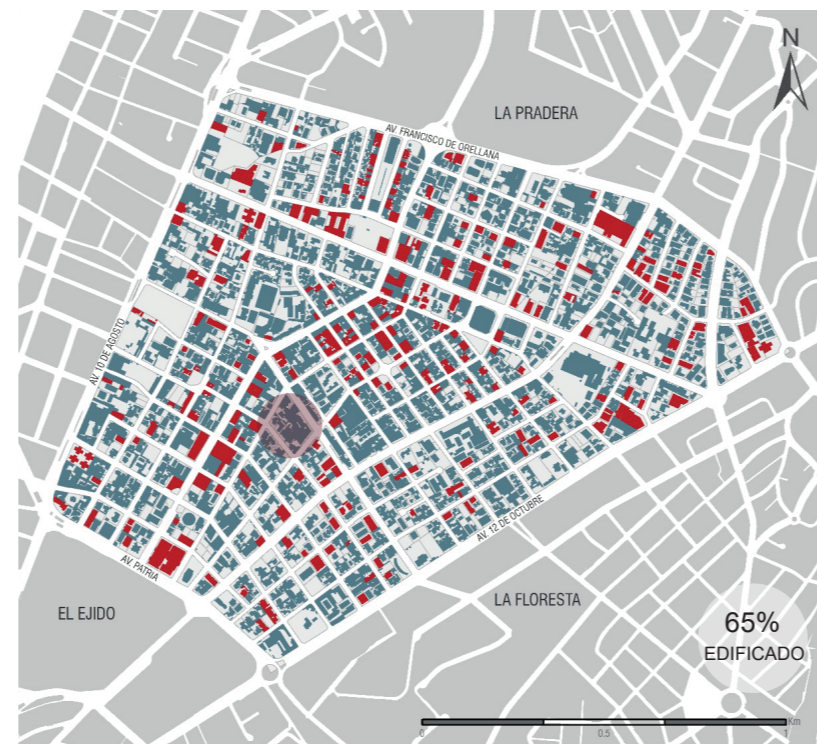 N
LA PRADERA
AV. FRANCISCO DE ORELLANA
AV. 10 DE AGOSTO
AV. 12 DE OCTUBRE
AV. PATRIA
EL EJIDO
LA FLORESTA
65%
EDIFICADO
Km
0
0.5
1